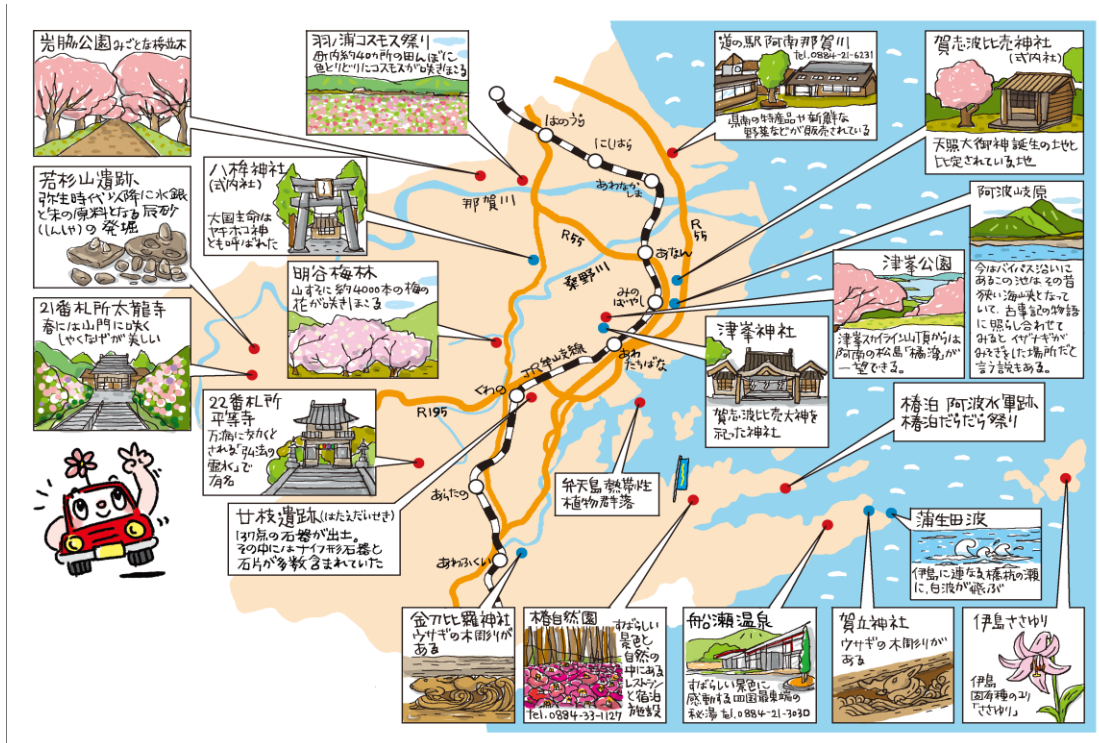 岩脇公園 みごとな桜並木
羽ノ浦コスモス祭り
町内約40ヵ所の田んぼに
色とりどりにコスモスが咲きほこる
道の駅 阿南那賀川
tel.0884-21-6231
県南の特産品や新鮮な
野菜などが販売されている
賀志波比売神社
(式内社)
天照大御神誕生の地と
比定されている地
若杉山遺跡
弥生時代以降に水銀
と朱の原料となる辰砂
(しんしゃ)の発掘
八桙神社
(式内社)
大国主命は
ヤチホコ神
とも呼ばれた
阿波岐原
今はバイパス沿いに
あるこの池は、その昔
狭い海峡となって
いて、古事記の物語
に照らし合わせて
みると イザナギが
みそぎをした場所だと
言う説もある。
21番札所太龍寺
春には山門に咲く
しゃくなげが美しい
明谷梅林
山すそに約4000本の梅の
花が咲きほこる
津峯公園
津峯スカイライン山頂からは
阿南の松島「橘湾」が
一望できる。
津峯神社
賀志波比売大神を
祀った神社
22番札所
平等寺
万病に効くと
される「弘法の
霊水」で
有名
椿泊 阿波水軍跡
椿泊だらだら祭り
弁天島熱帯性
植物群落
廿枝遺跡(はたえだいせき)
137点の石器が出土。
その中にはナイフ形石器と
石片が多数含まれていた
蒲生田波
伊島に連なる橋杭の瀬
に、白波が飛ぶ
金刀比羅神社
ウサギの木彫りが
ある
椿自然園
すばらしい
景色と
自然の
中にある
レストラン
と宿泊
施設
tel.0884-33-1127
船瀬温泉
すばらしい景色に
感動する四国最東端の
秘湯 tel.0884-21-3030
賀立神社
ウサギの木彫りが
ある
伊島ささゆり
伊島
固有種のユリ
「ささゆり」
はのうら
にしばら
あわなか
しま
那賀川
R55
R55
あなん
桑野川
みの
ばやし
あわ
たちばな
JR牟岐線
くわの
R195
あらたの
あわふくい